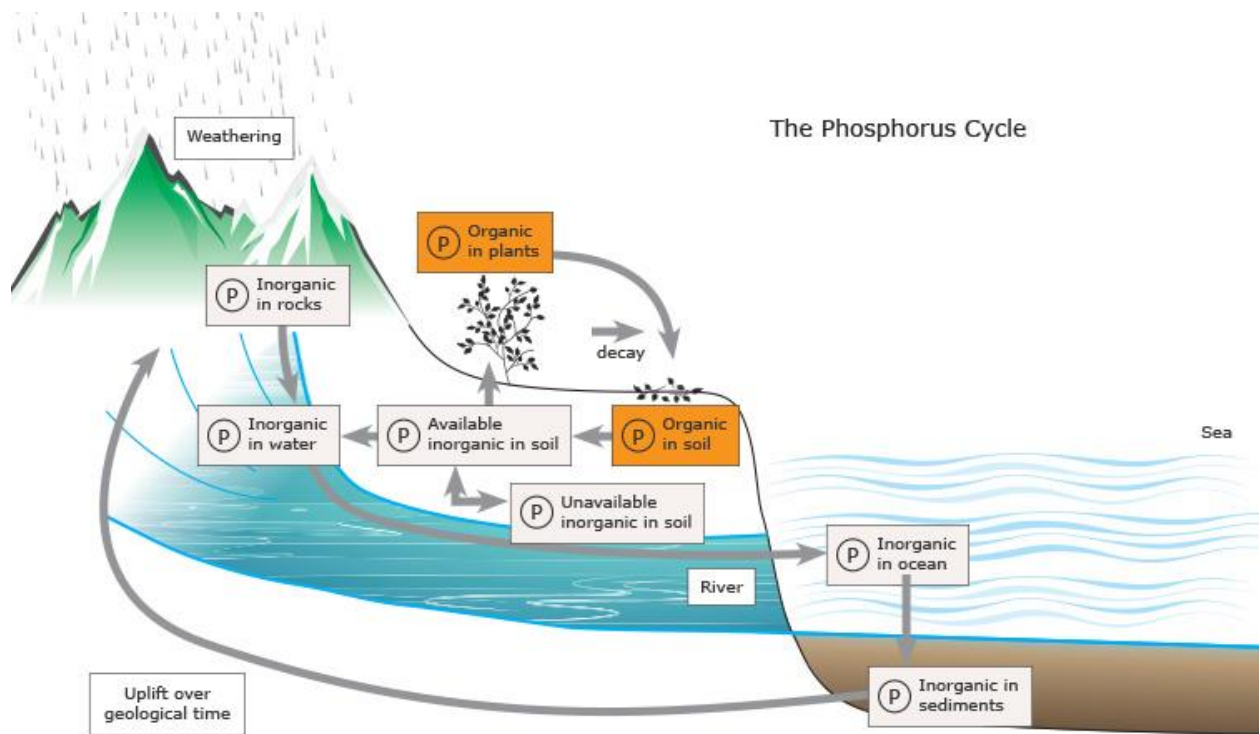 The Phosphorus Cycle
Weathering
P Organic
in plants
P Inorganic
in rocks
decay
P Inorganic
in water
P Available
inorganic in soil
P Organic
in soil
Sea
P Unavailable
inorganic in soil
P Inorganic
in ocean
River
Uplift over
geological time
P Inorganic in
sediments